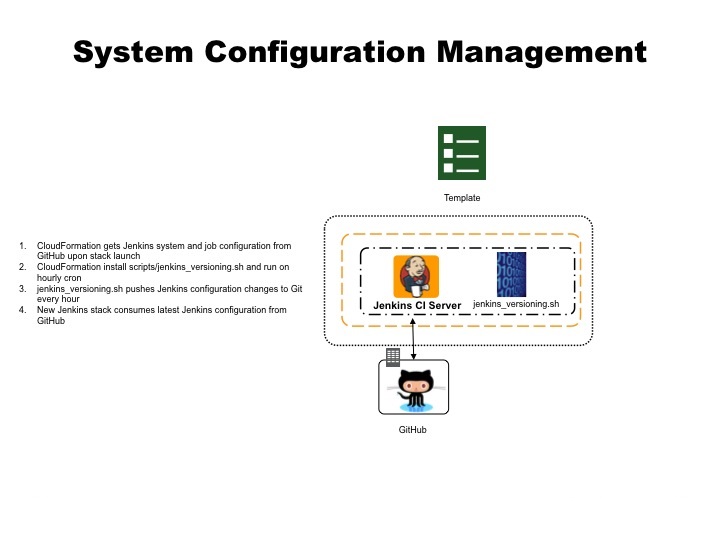 System Configuration Management
Template
1. CloudFormation gets Jenkins system and job configuration from
GitHub upon stack launch
2. CloudFormation install scripts/jenkins_versioning.sh and run on
hourly cron
3. jenkins_versioning.sh pushes Jenkins configuration changes to Git
every hour
4. New Jenkins stack consumes latest Jenkins configuration from
GitHub
Jenkins CI Server
jenkins_versioning.sh
GitHub